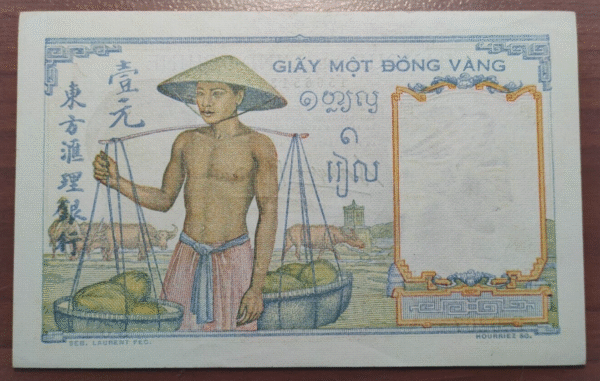 GIẤY MỘT ĐỒNG VÀNG
壹元
東方滙理銀行
១
រៀល
SEB. LAURENT FEC.
HOURRIEZ SC.